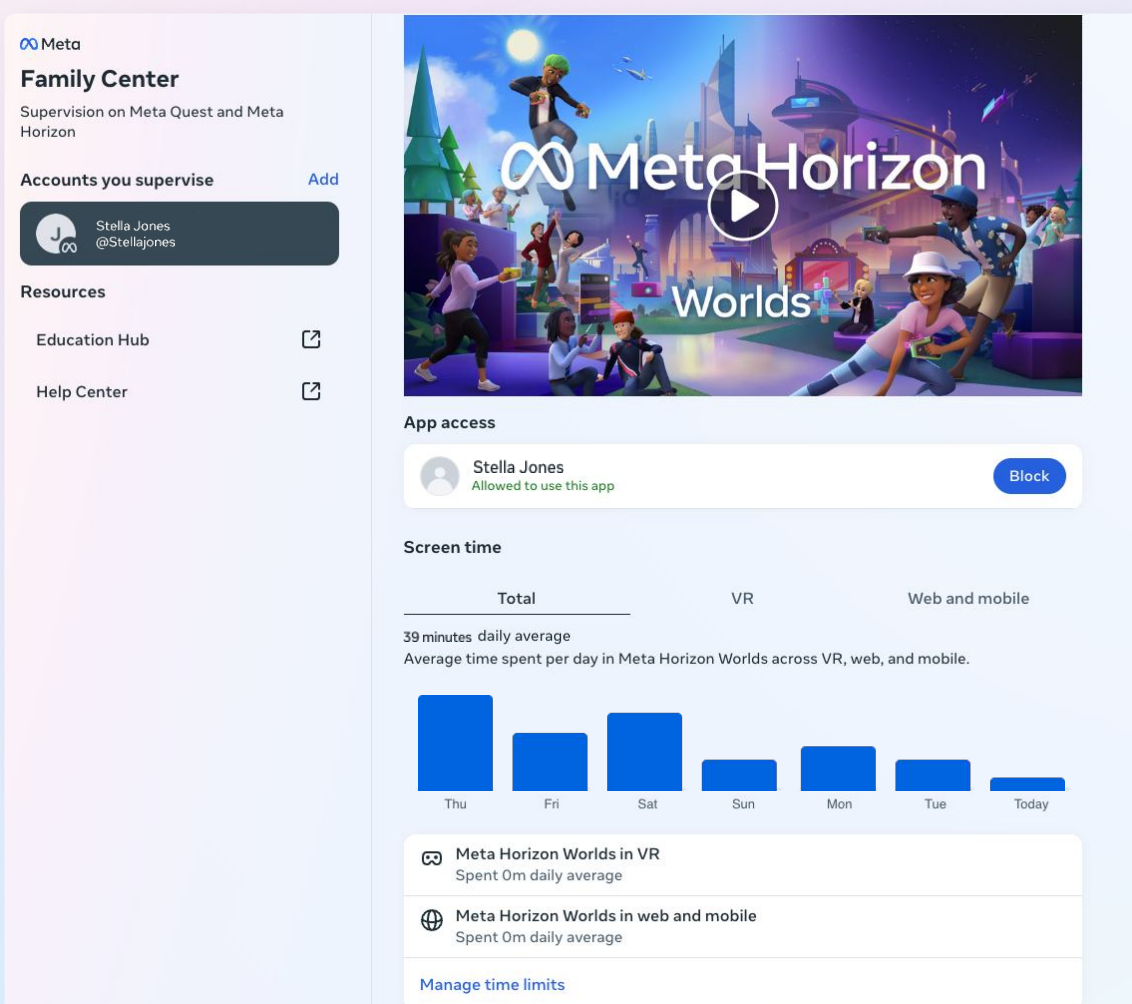 Meta
Family Center
Supervision on Meta Quest and Meta
Horizon
Accounts you supervise Add
J
Stella Jones
@Stellajones
Resources
Education Hub
Help Center
Meta Horizon
Worlds
App access
Stella Jones
Allowed to use this app
Block
Screen time
Total VR Web and mobile
39 minutes daily average
Average time spent per day in Meta Horizon Worlds across VR, web, and mobile.
Thu Fri Sat Sun Mon Tue Today
Meta Horizon Worlds in VR
Spent 0m daily average
Meta Horizon Worlds in web and mobile
Spent 0m daily average
Manage time limits